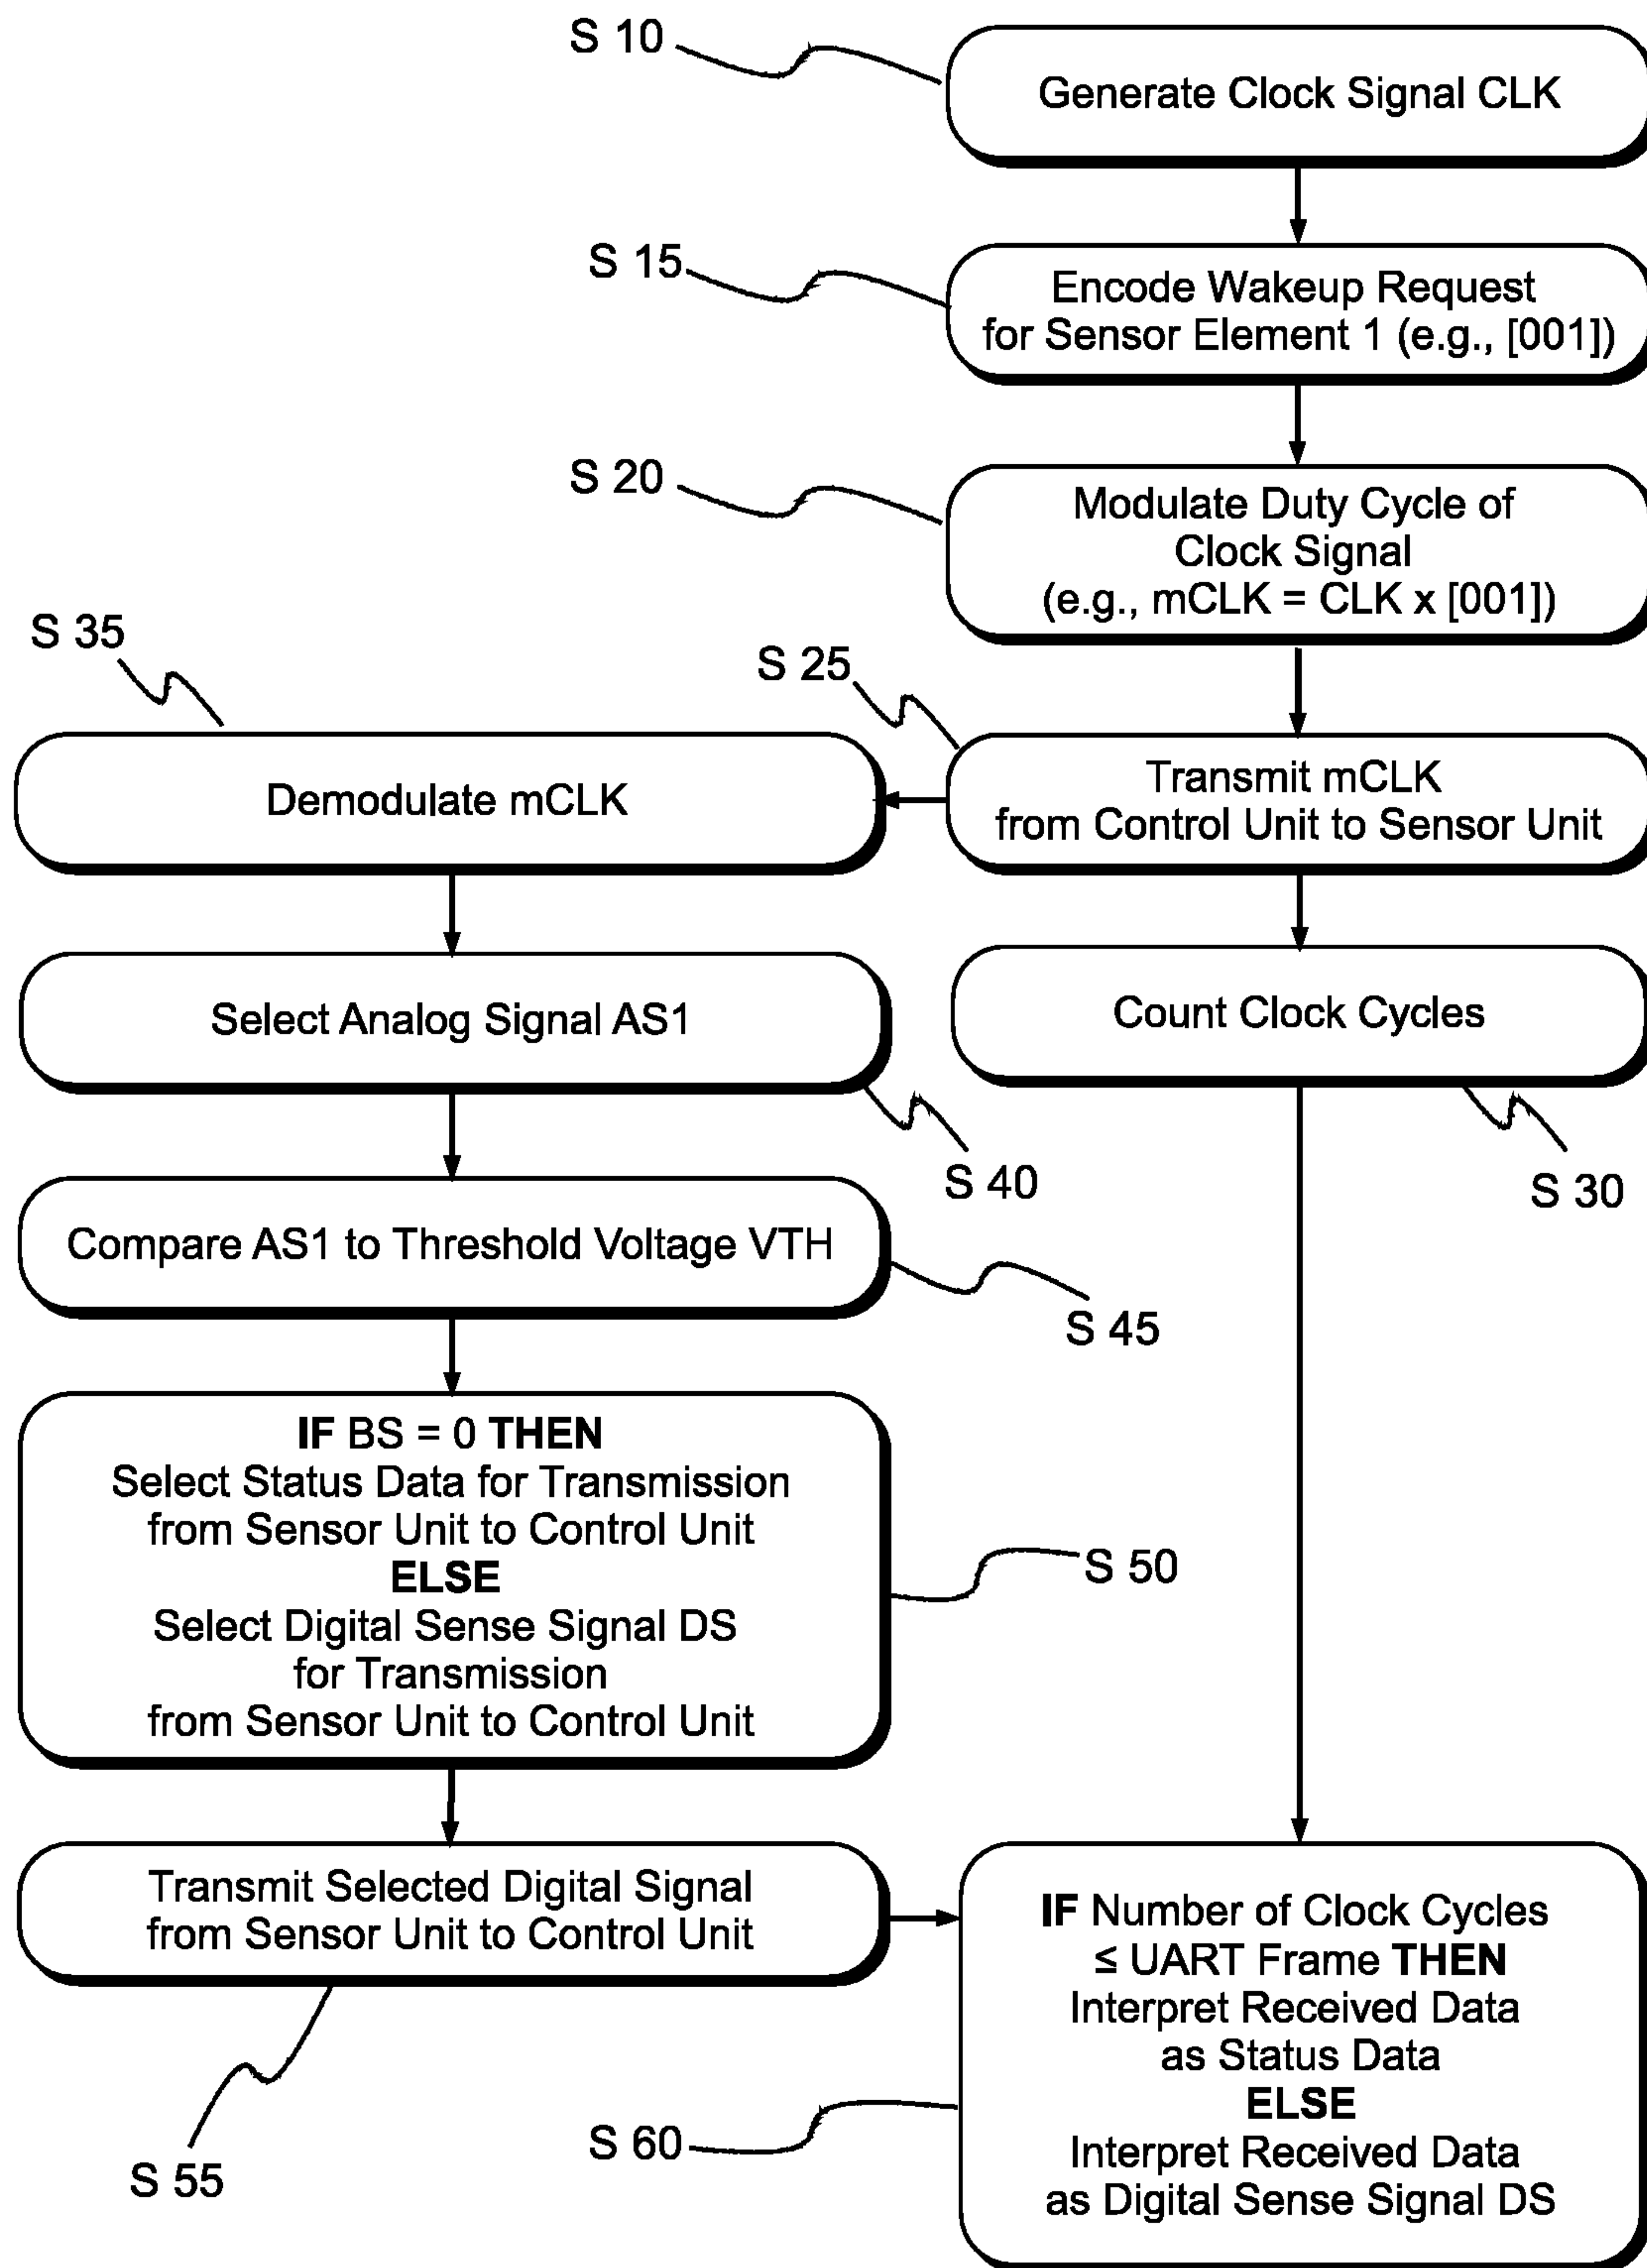 S 10
Generate Clock Signal CLK
S 15
Encode Wakeup Request
for Sensor Element 1 (e.g., [001])
S 20
Modulate Duty Cycle of
Clock Signal
(e.g., mCLK = CLK x [001])
S 35
S 25
Demodulate mCLK
Transmit mCLK
from Control Unit to Sensor Unit
Select Analog Signal AS1
Count Clock Cycles
S 40
S 30
Compare AS1 to Threshold Voltage VTH
S 45
IF BS = 0 THEN
Select Status Data for Transmission
from Sensor Unit to Control Unit
ELSE
Select Digital Sense Signal DS
for Transmission
from Sensor Unit to Control Unit
S 50
Transmit Selected Digital Signal
from Sensor Unit to Control Unit
S 55
IF Number of Clock Cycles
≤ UART Frame THEN
Interpret Received Data
as Status Data
ELSE
Interpret Received Data
as Digital Sense Signal DS
S 60